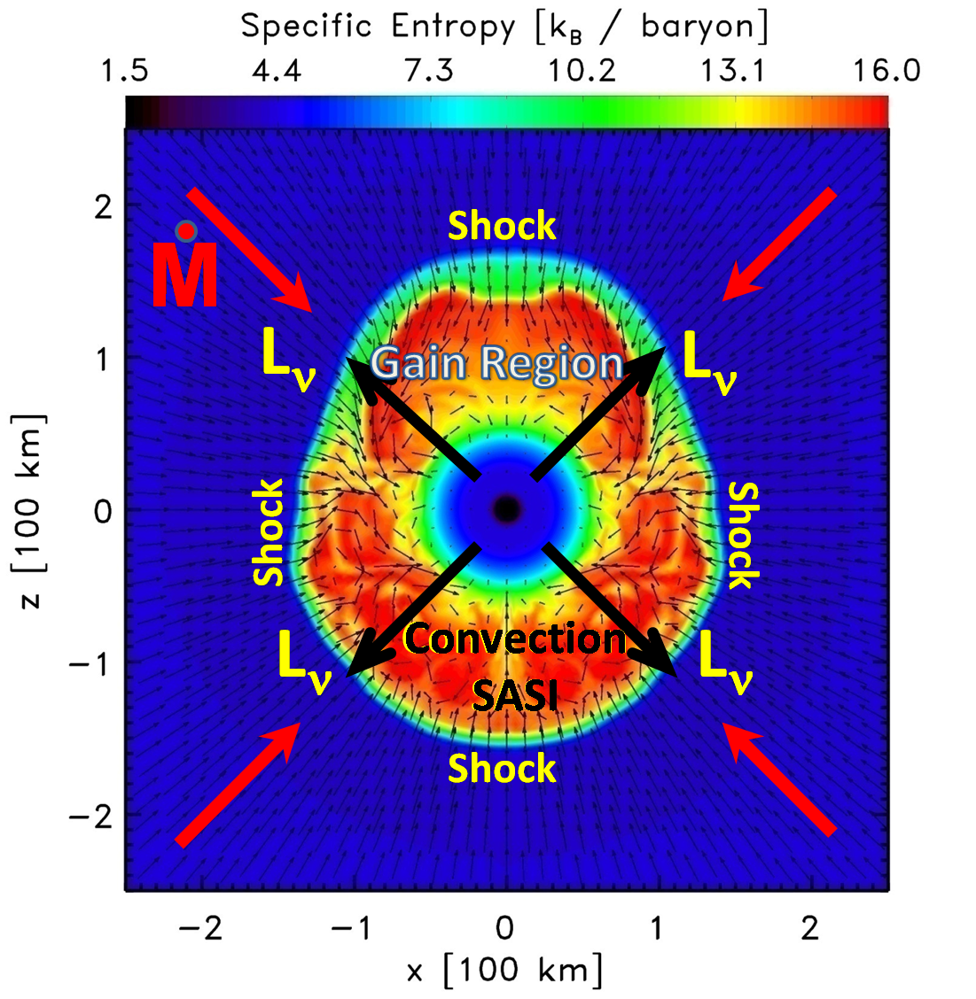 Specific Entropy [k_B / baryon]
1.5 4.4 7.3 10.2 13.1 16.0
2
1
0
−1
−2
z [100 km]
Ṁ
Shock
L_ν
L_ν
Gain Region
Shock
Shock
L_ν
L_ν
Convection
SASI
Shock
−2 −1 0 1 2
x [100 km]